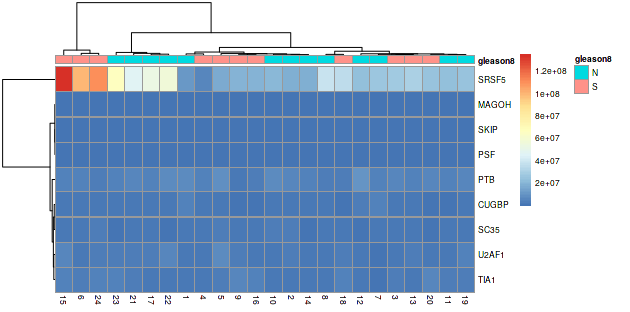 gleason8
SRSF5
MAGOH
SKIP
PSF
PTB
CUGBP
SC35
U2AF1
TIA1
15 6 24 23 21 17 22 1 4 5 9 16 10 2 14 8 18 12 7 3 13 20 11 19
1.2e+08
1e+08
8e+07
6e+07
4e+07
2e+07
gleason8
N
S